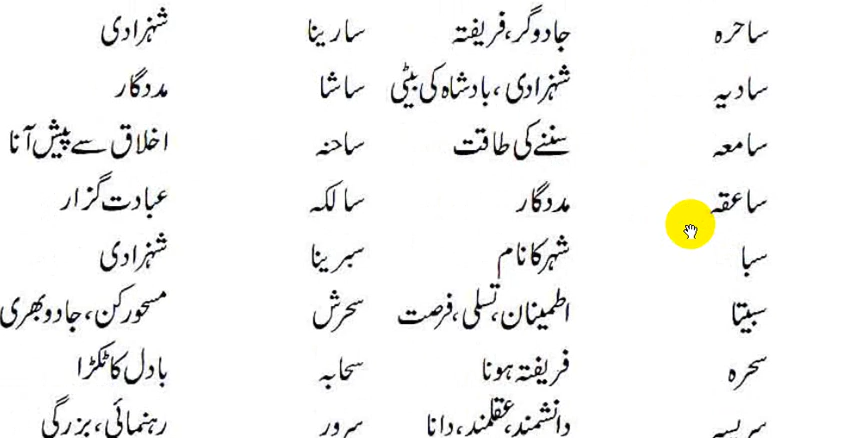 ساحرہ جادوگر، فریفتہ سارینا شہزادی
سادیہ شہزادی، بادشاہ کی بیٹی ساشا مددگار
سامعہ سننے کی طاقت ساحنہ اخلاق سے پیش آنا
ساعقہ مددگار سالکہ عبادت گزار
سبا شہر کا نام سبرینا شہزادی
سبیتا اطمینان، تسلی، فرصت سحرش مسحور کن، جادو بھری
سحرہ فریفتہ ہونا سحابہ بادل کا ٹکڑا
دانشمند، عقلمند، دانا سرور رہنمائی، بزرگی